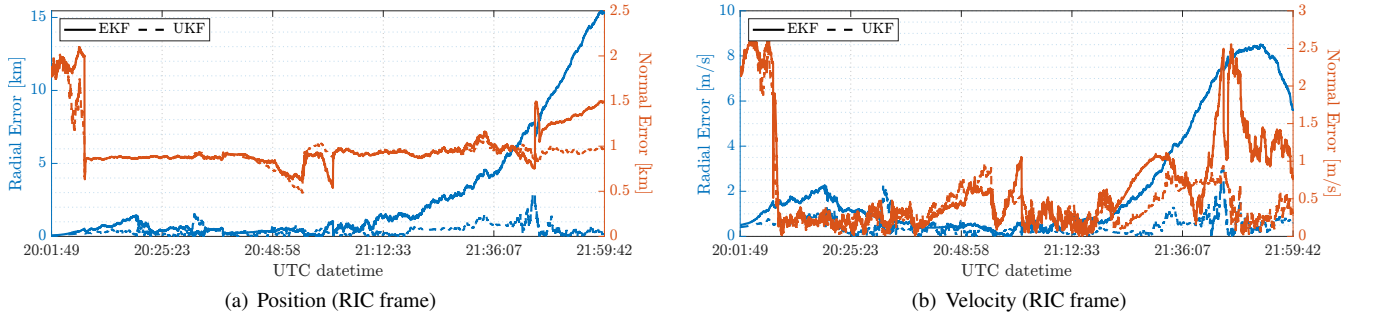 EKF UKF
Radial Error [km]
15
10
5
0
2.5
2
1.5
1
0.5
0
Normal Error [km]
20:01:49 20:25:23 20:48:58 21:12:33 21:36:07 21:59:42
UTC datetime
(a) Position (RIC frame)
EKF UKF
Radial Error [m/s]
10
8
6
4
2
0
3
2.5
2
1.5
1
0.5
0
Normal Error [m/s]
20:01:49 20:25:23 20:48:58 21:12:33 21:36:07 21:59:42
UTC datetime
(b) Velocity (RIC frame)